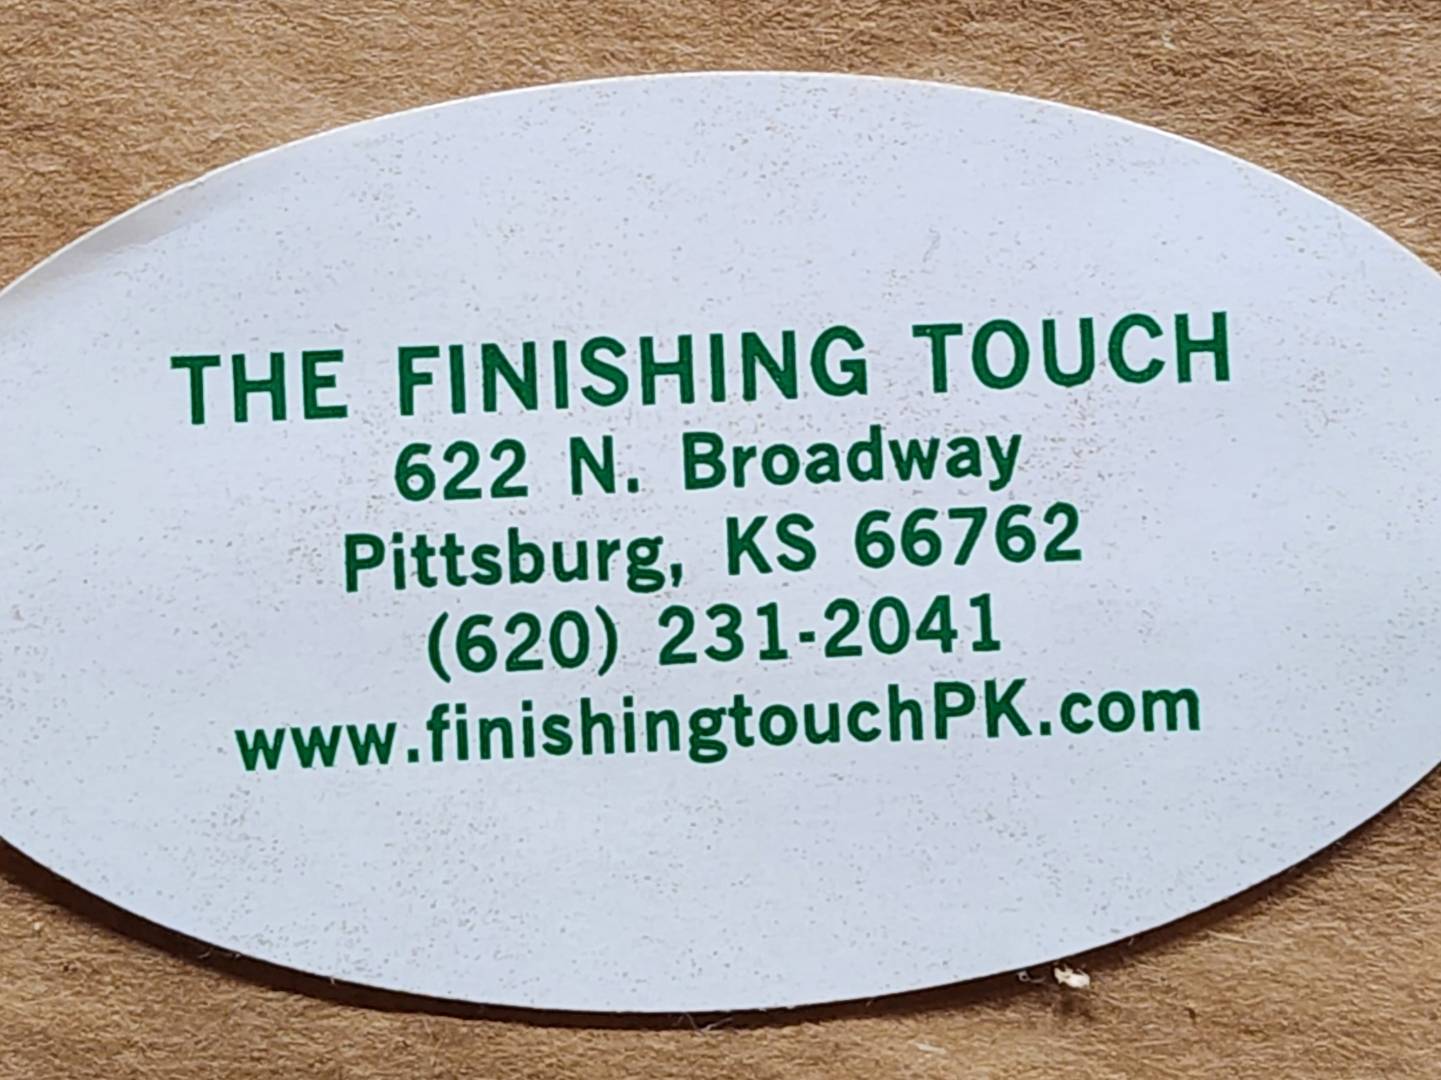 THE FINISHING TOUCH
622 N. Broadway
Pittsburg, KS 66762
(620) 231-2041
www.finishingtouchPK.com